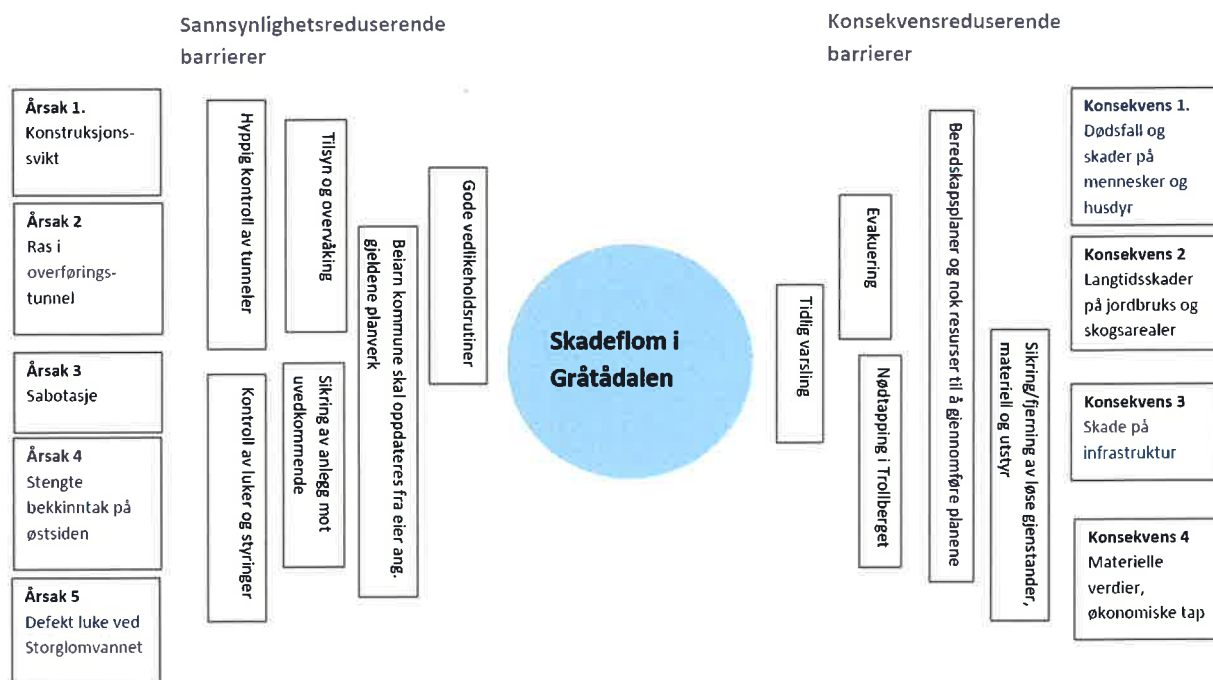 Sannsynlighetsreduserende
barrierer
Konsekvensreduserende
barrierer
Årsak 1.
Konstruksjons-
svikt
Årsak 2
Ras i
overførings-
tunnel
Årsak 3
Sabotasje
Årsak 4
Stengte
bekkinntak på
østsiden
Årsak 5
Defekt luke ved
Storglomvannet
Hyppig kontroll av tunneler
Kontroll av luker og styringer
Tilsyn og overvåking
Sikring av anlegg mot
uvedkommende
Beiarn kommune skal oppdateres fra eier ang.
gjeldene planverk
Gode vedlikeholdsrutiner
Skadeflom i
Gråtådalen
Tidlig varsling
Evakuering
Nødtapping i Trollberget
Beredskapsplaner og nok resurser til å gjennomføre planene
Sikring/fjerning av løse gjenstander,
materiell og utstyr
Konsekvens 1.
Dødsfall og
skader på
mennesker og
husdyr
Konsekvens 2
Langtidsskader
på jordbruks og
skogsarealer
Konsekvens 3
Skade på
infrastruktur
Konsekvens 4
Materielle
verdier,
økonomiske tap